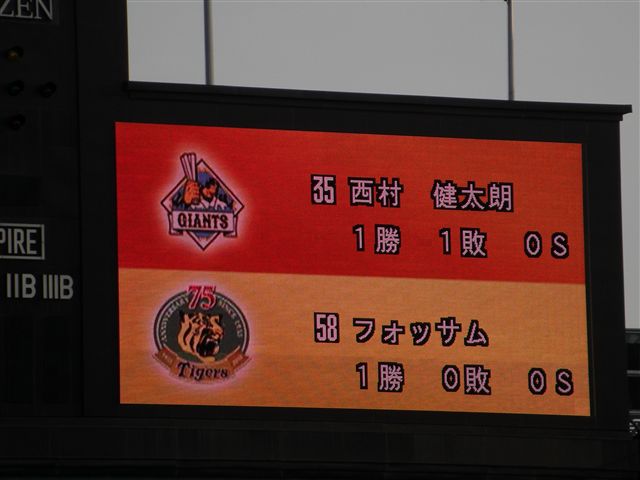 ZEN
PIRE
IIB IIIB
GIANTS
35 西村 健太朗
1勝 1敗 0S
75
ANNIVERSARY
Tigers
58 フォッサム
1勝 0敗 0S